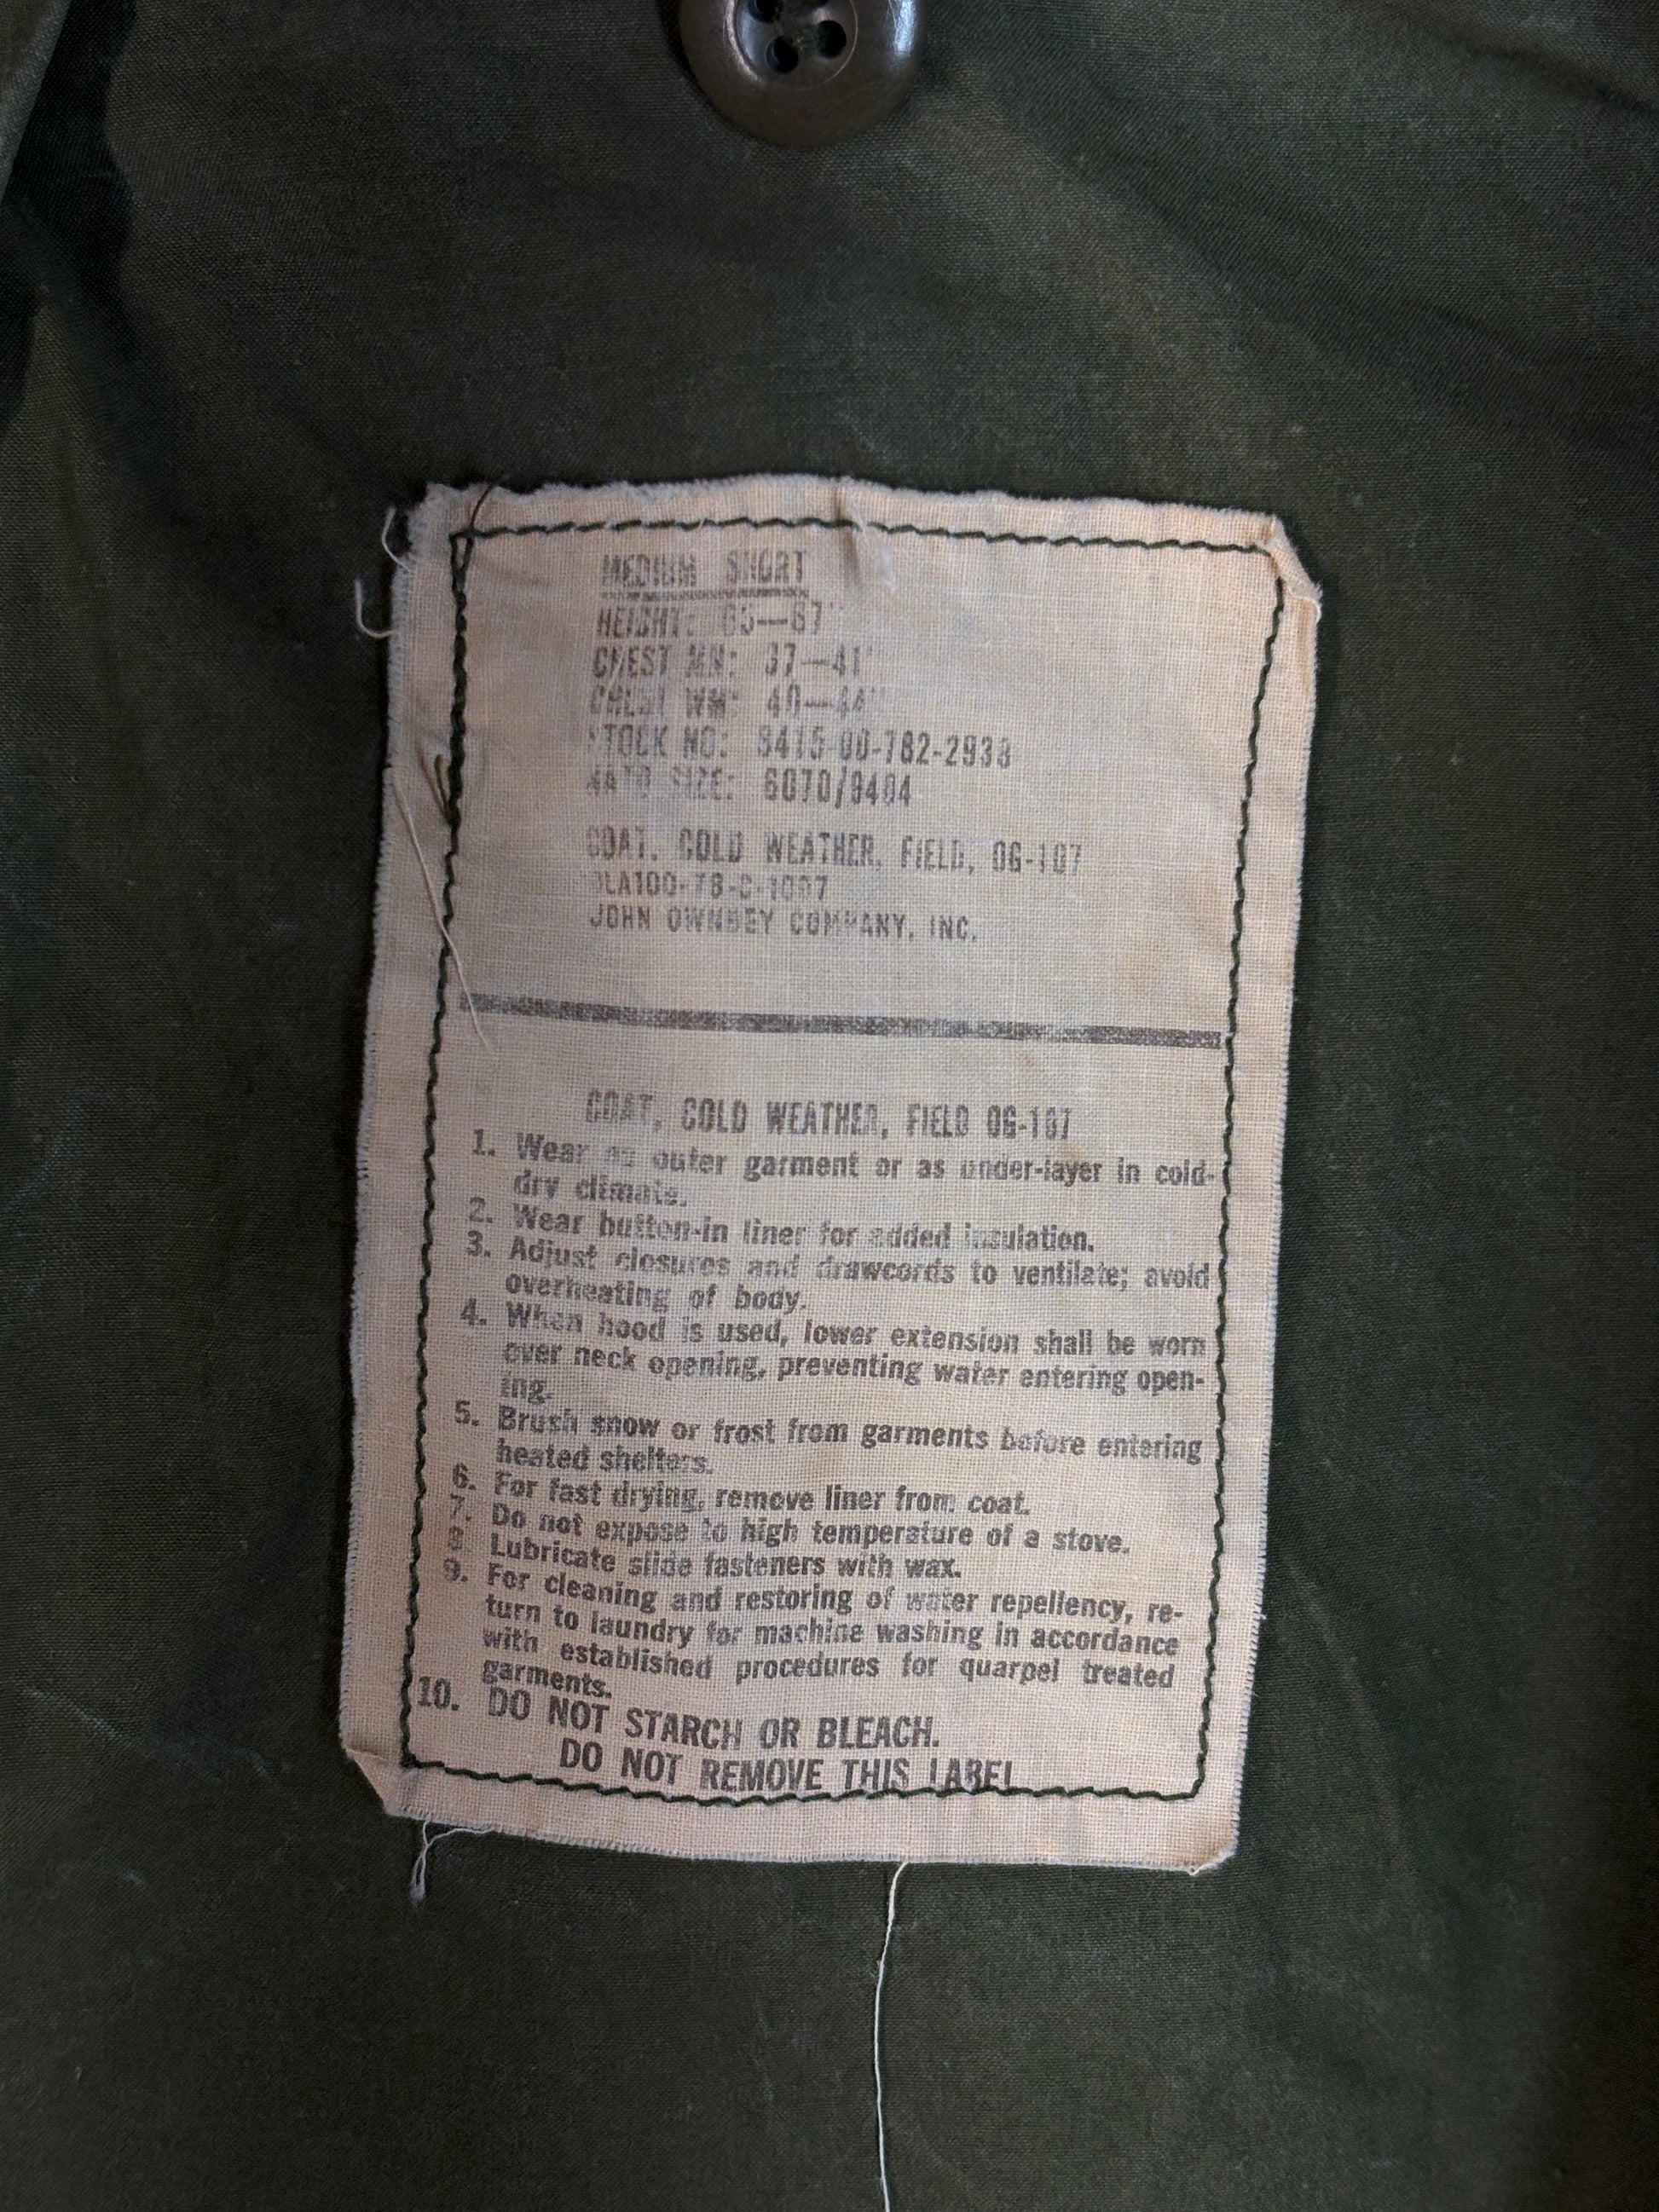 MEDIUM SHORT
HEIGHT: 65—67"
CHEST MN: 37—41"
CHEST WM: 40—44"
STOCK NO: 8415-00-782-2938
NATO SIZE: 6070/9404
COAT, COLD WEATHER, FIELD, OG-107
DLA100-78-C-1007
JOHN OWNBEY COMPANY, INC.
COAT, COLD WEATHER, FIELD OG-107
1. Wear as outer garment or as under-layer in cold-
dry climate.
2. Wear button-in liner for added insulation.
3. Adjust closures and drawcords to ventilate; avoid
overheating of body.
4. When hood is used, lower extension shall be worn
over neck opening, preventing water entering open-
ing.
5. Brush snow or frost from garments before entering
heated shelters.
6. For fast drying, remove liner from coat.
7. Do not expose to high temperature of a stove.
8. Lubricate slide fasteners with wax.
9. For cleaning and restoring of water repellency, re-
turn to laundry for machine washing in accordance
with established procedures for quarpel treated
garments.
10. DO NOT STARCH OR BLEACH.
DO NOT REMOVE THIS LABEL